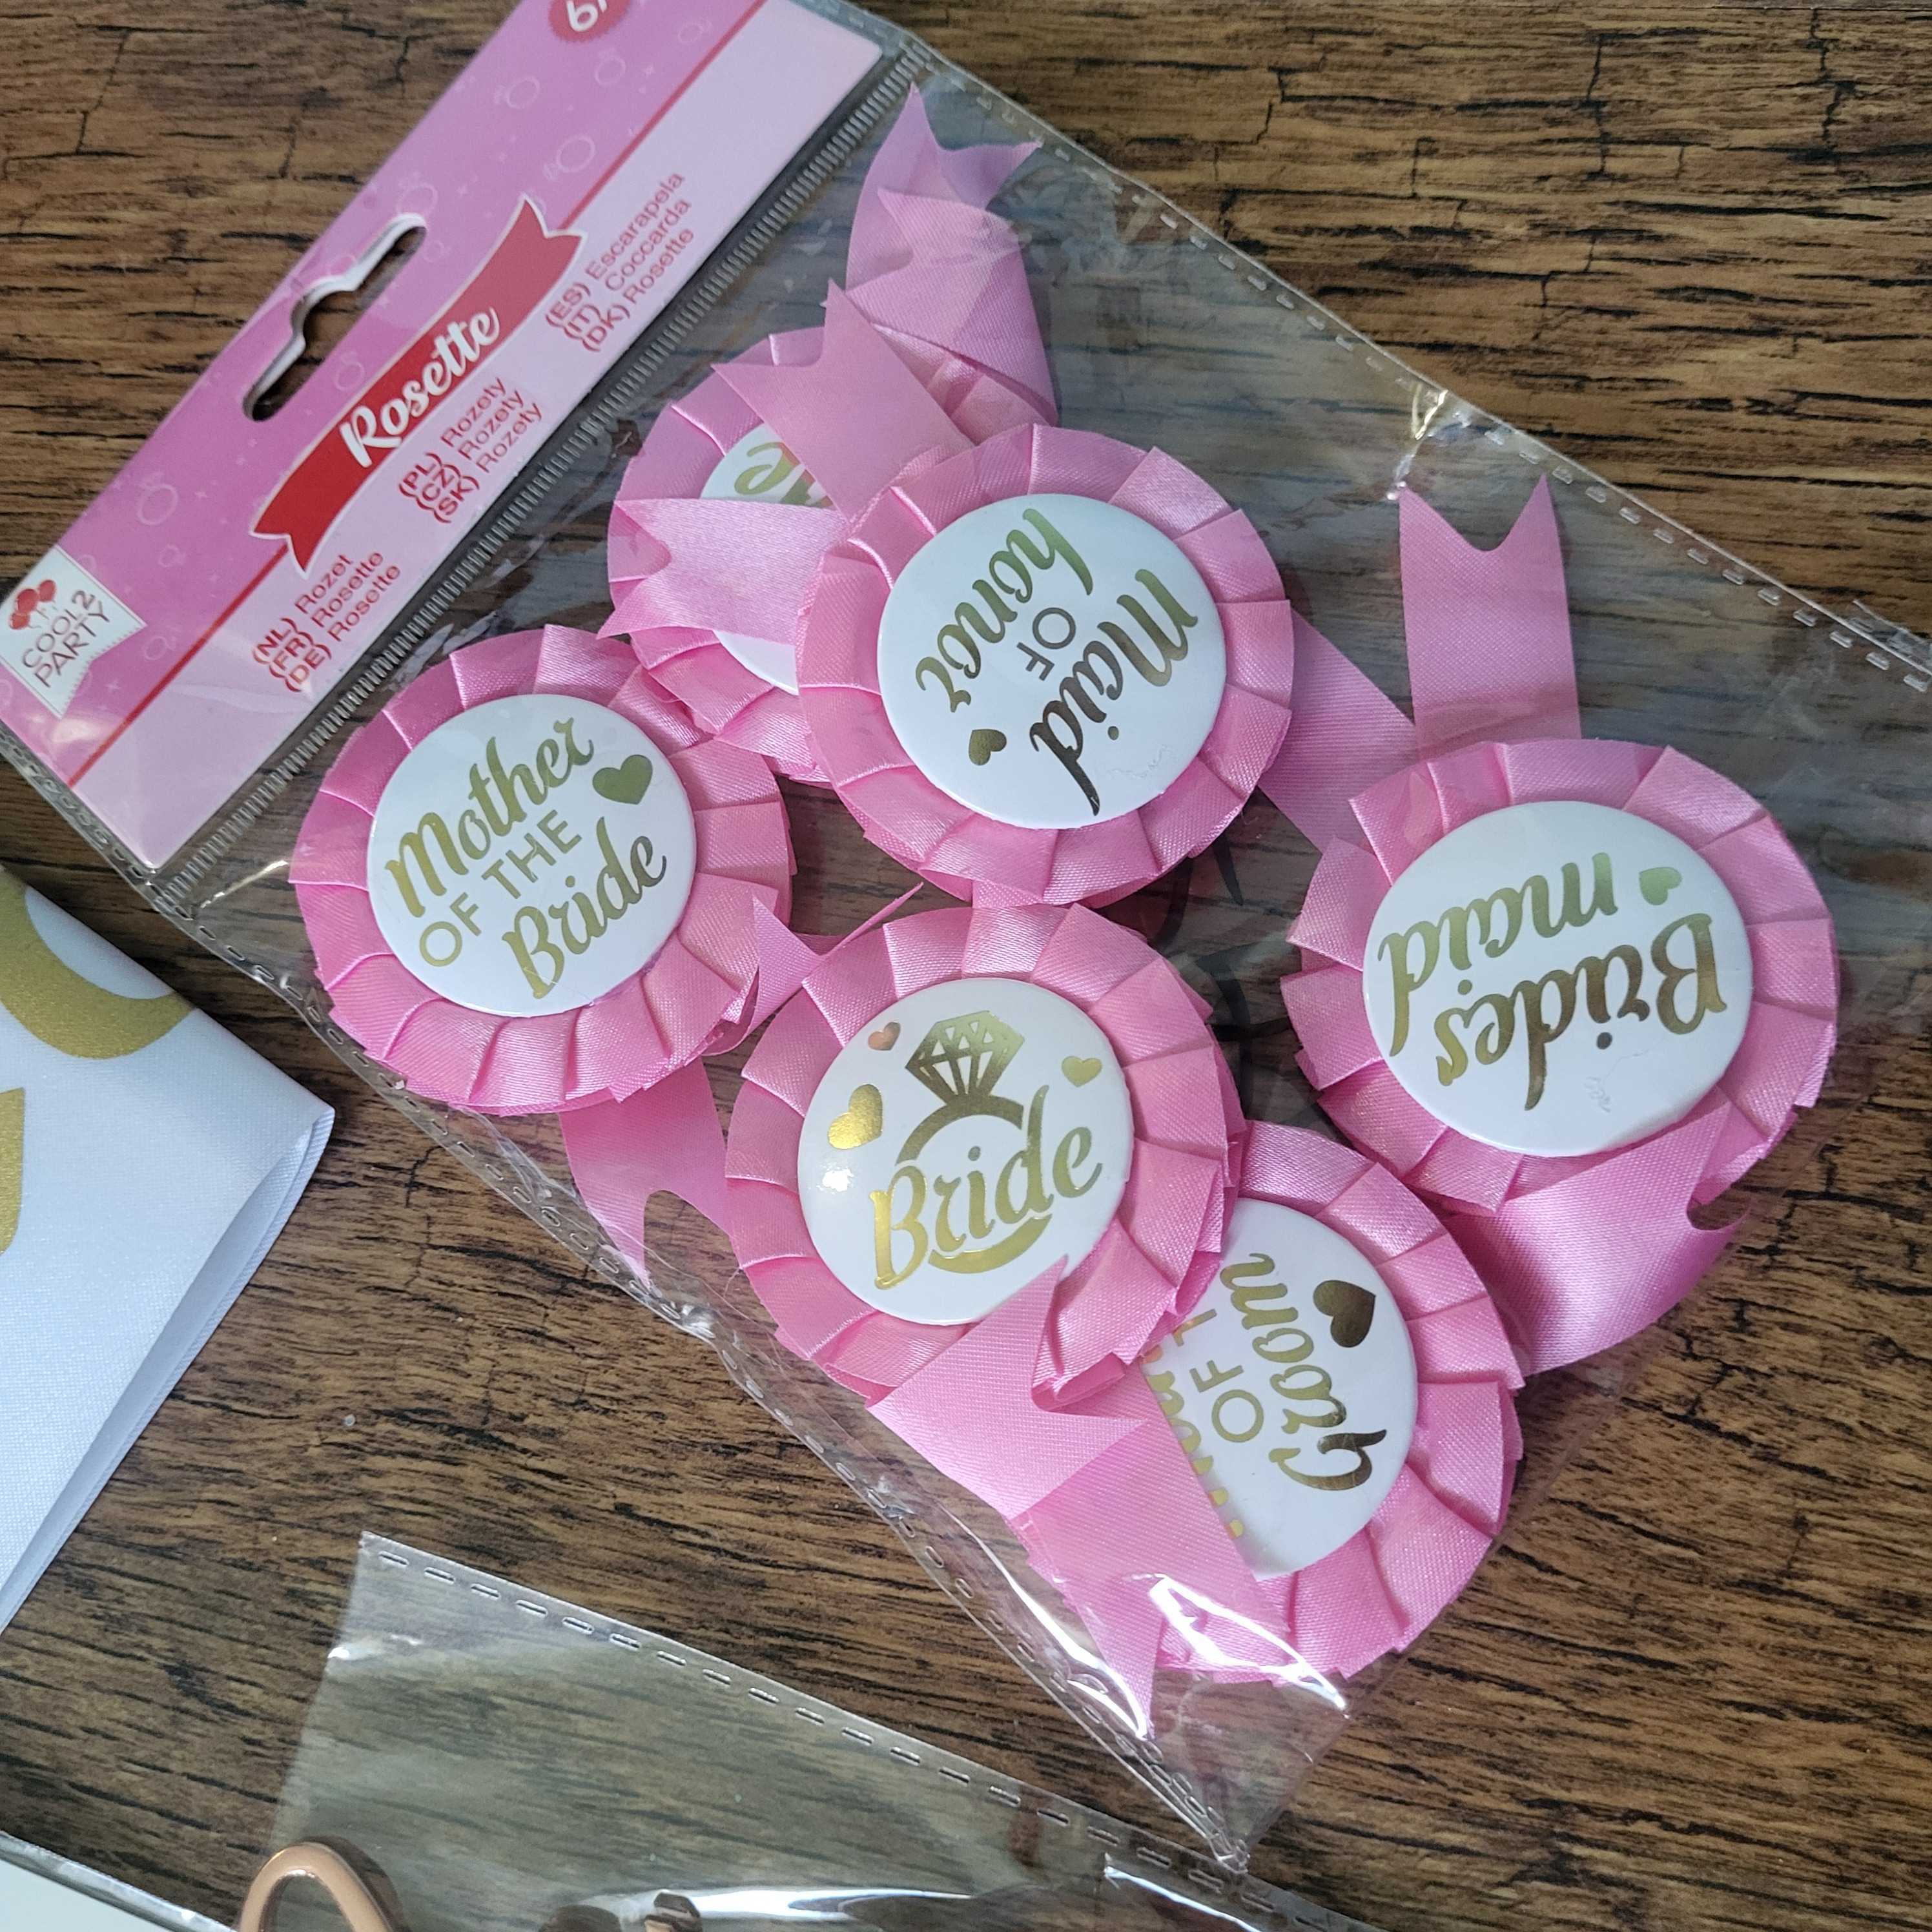 COOL 2
PARTY
Rosette
(NL) Rozet
(FR) Rosette
(DE) Rosette
(PL) Rozety
(CZ) Rozety
(SK) Rozety
(ES) Escarapela
(IT) Coccarda
(DK) Rosette
Maid
OF
honor
Mother
OF THE
Bride
Brides
maid
Bride
Groom